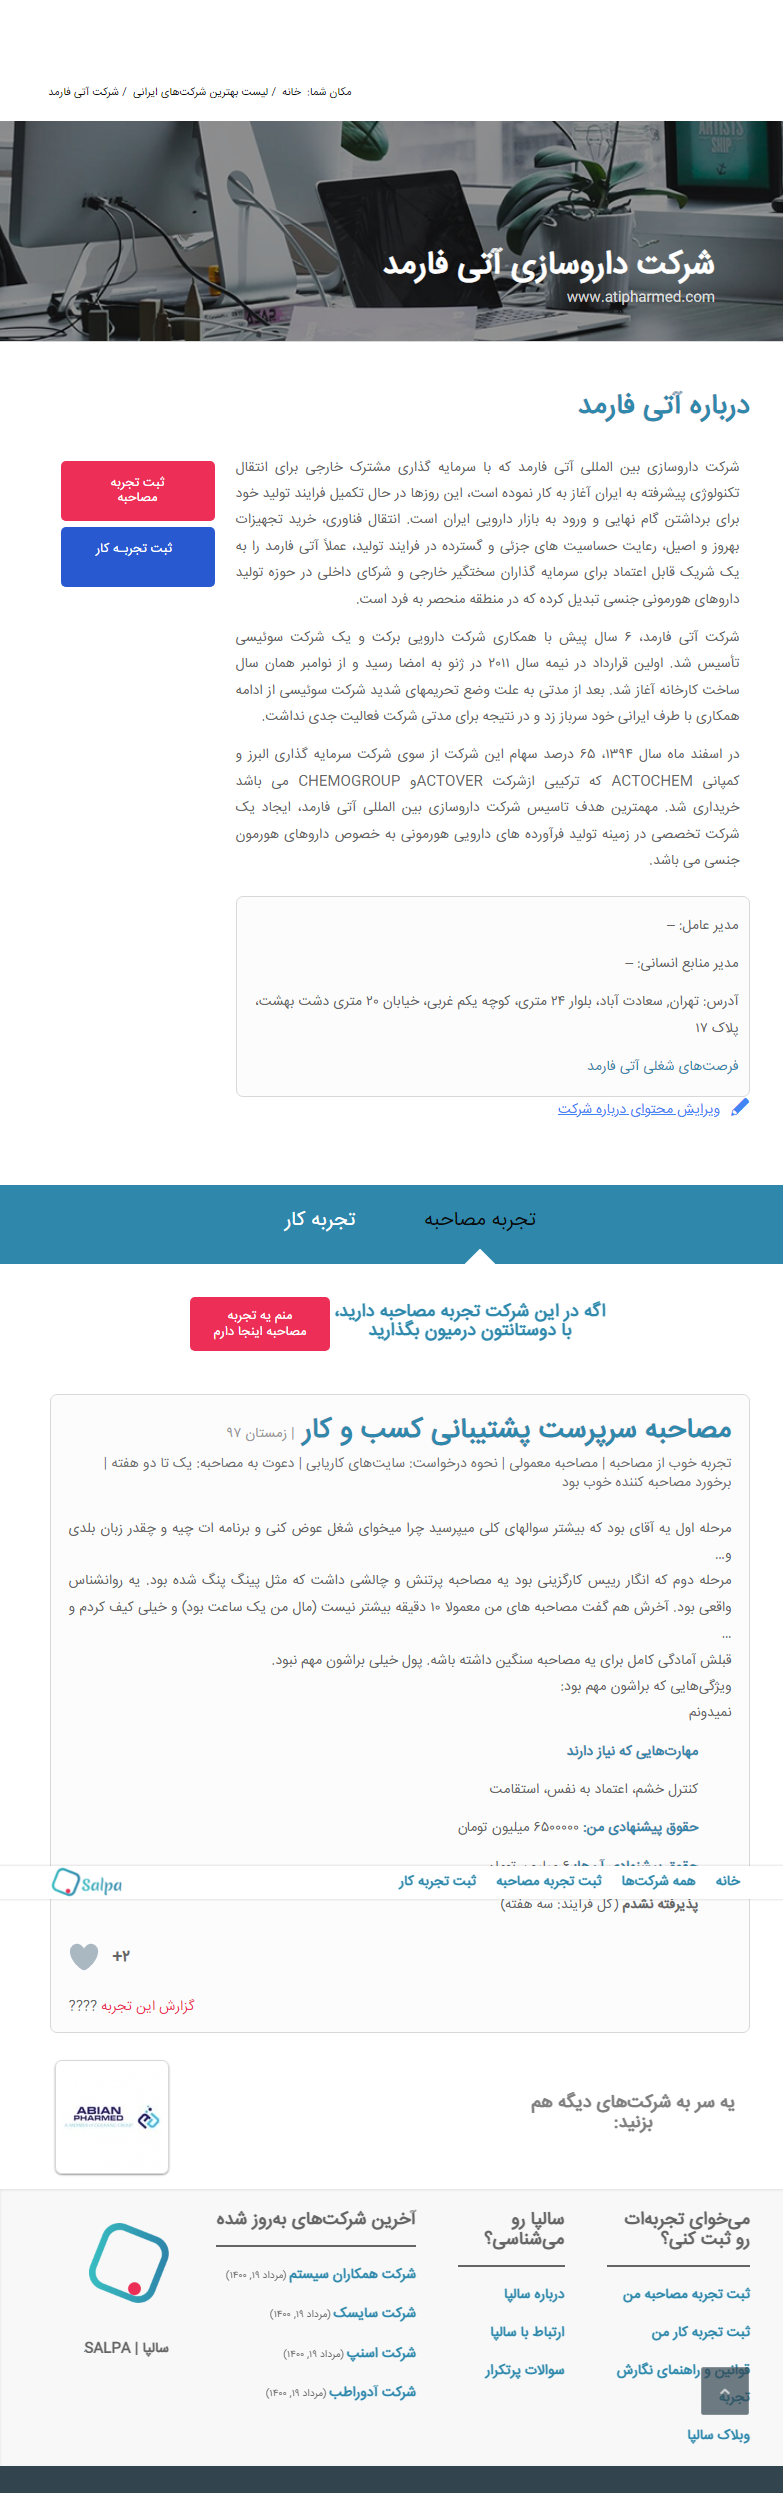 مکان شما: خانه / لیست بهترین شرکت‌های ایرانی / شرکت آتی فارمد
شرکت داروسازی آتی فارمد
www.atipharmed.com
درباره آتی فارمد
شرکت داروسازی بین المللی آتی فارمد که با سرمایه گذاری مشترک خارجی برای انتقال
تکنولوژی پیشرفته به ایران آغاز به کار نموده است، این روزها در حال تکمیل فرایند تولید خود
برای برداشتن گام نهایی و ورود به بازار دارویی ایران است. انتقال فناوری، خرید تجهیزات
بهروز و اصیل، رعایت حساسیت های جزئی و گسترده در فرایند تولید، عملاً آتی فارمد را به
یک شریک قابل اعتماد برای سرمایه گذاران سختگیر خارجی و شرکای داخلی در حوزه تولید
داروهای هورمونی جنسی تبدیل کرده که در منطقه منحصر به فرد است.
شرکت آتی فارمد، ۶ سال پیش با همکاری شرکت دارویی برکت و یک شرکت سوئیسی
تأسیس شد. اولین قرارداد در نیمه سال ۲۰۱۱ در ژنو به امضا رسید و از نوامبر همان سال
ساخت کارخانه آغاز شد. بعد از مدتی به علت وضع تحریمهای شدید شرکت سوئیسی از ادامه
همکاری با طرف ایرانی خود سرباز زد و در نتیجه برای مدتی شرکت فعالیت جدی نداشت.
در اسفند ماه سال ۱۳۹۴، ۶۵ درصد سهام این شرکت از سوی شرکت سرمایه گذاری البرز و
کمپانی ACTOCHEM که ترکیبی ازشرکت ACTOVERو CHEMOGROUP می باشد
خریداری شد. مهمترین هدف تاسیس شرکت داروسازی بین المللی آتی فارمد، ایجاد یک
شرکت تخصصی در زمینه تولید فرآورده های دارویی هورمونی به خصوص داروهای هورمون
جنسی می باشد.
ثبت تجربه
مصاحبه
ثبت تجربـه کار
مدیر عامل: –
مدیر منابع انسانی: –
آدرس: تهران, سعادت آباد، بلوار ۲۴ متری، کوچه یکم غربی، خیابان ۲۰ متری دشت بهشت،
پلاک ۱۷
فرصت‌های شغلی آتی فارمد
ویرایش محتوای درباره شرکت
تجربه مصاحبه
تجربه کار
اگه در این شرکت تجربه مصاحبه دارید،
با دوستانتون درمیون بگذارید
منم یه تجربه
مصاحبه اینجا دارم
مصاحبه سرپرست پشتیبانی کسب و کار | زمستان ۹۷
تجربه خوب از مصاحبه | مصاحبه معمولی | نحوه درخواست: سایت‌های کاریابی | دعوت به مصاحبه: یک تا دو هفته |
برخورد مصاحبه کننده خوب بود
مرحله اول یه آقای بود که بیشتر سوالهای کلی میپرسید چرا میخوای شغل عوض کنی و برنامه ات چیه و چقدر زبان بلدی
و…
مرحله دوم که انگار رییس کارگزینی بود یه مصاحبه پرتنش و چالشی داشت که مثل پینگ پنگ شده بود. یه روانشناس
واقعی بود. آخرش هم گفت مصاحبه های من معمولا ۱۰ دقیقه بیشتر نیست (مال من یک ساعت بود) و خیلی کیف کردم و
…
قبلش آمادگی کامل برای یه مصاحبه سنگین داشته باشه. پول خیلی براشون مهم نبود.
ویژگی‌هایی که براشون مهم بود:
نمیدونم
مهارت‌هایی که نیاز دارند
کنترل خشم، اعتماد به نفس، استقامت
حقوق پیشنهادی من: ۶۵۰۰۰۰۰ میلیون تومان
خانه
همه شرکت‌ها
ثبت تجربه مصاحبه
ثبت تجربه کار
Salpa
پذیرفته نشدم (کل فرایند: سه هفته)
+۲
گزارش این تجربه ????
یه سر به شرکت‌های دیگه هم
بزنید:
ABIAN
PHARMED
می‌خوای تجربه‌ات
رو ثبت کنی؟
ثبت تجربه مصاحبه من
ثبت تجربه کار من
قوانین و راهنمای نگارش
تجربه
وبلاگ سالپا
سالپا رو
می‌شناسی؟
درباره سالپا
ارتباط با سالپا
سوالات پرتکرار
آخرین شرکت‌های به‌روز شده
شرکت همکاران سیستم (مرداد ۱۹, ۱۴۰۰)
شرکت سایسک (مرداد ۱۹, ۱۴۰۰)
شرکت اسنپ (مرداد ۱۹, ۱۴۰۰)
شرکت آدوراطب (مرداد ۱۹, ۱۴۰۰)
سالپا | SALPA